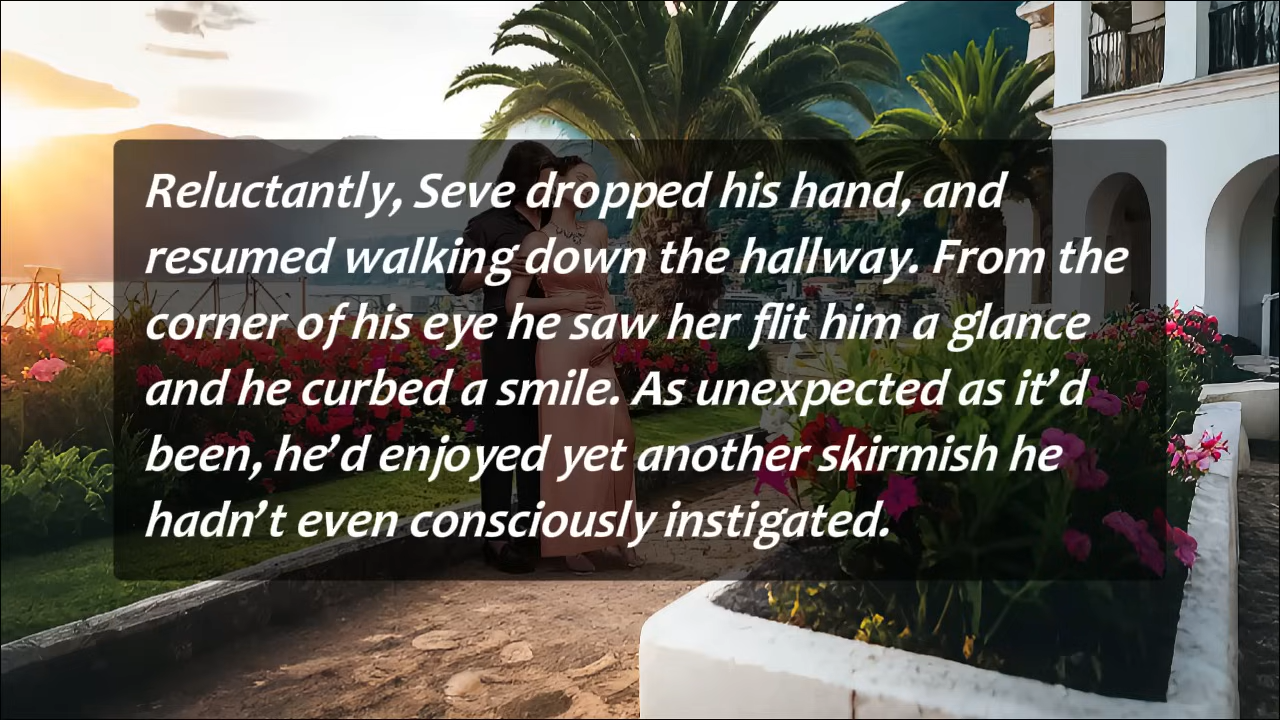 Reluctantly, Seve dropped his hand, and
resumed walking down the hallway. From the
corner of his eye he saw her flit him a glance
and he curbed a smile. As unexpected as it’d
been, he’d enjoyed yet another skirmish he
hadn’t even consciously instigated.